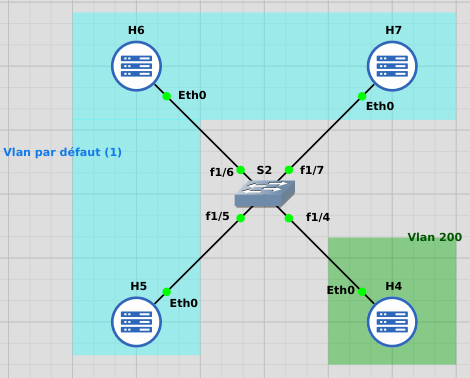 H6
H7
Eth0
Eth0
Vlan par défaut (1)
f1/6
S2
f1/7
f1/5
f1/4
Vlan 200
H5
Eth0
Eth0
H4